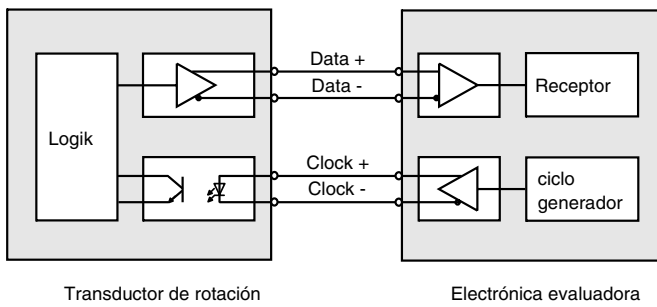 Data +
Data -
Logik
Receptor
Clock +
Clock -
ciclo
generador
Transductor de rotación
Electrónica evaluadora